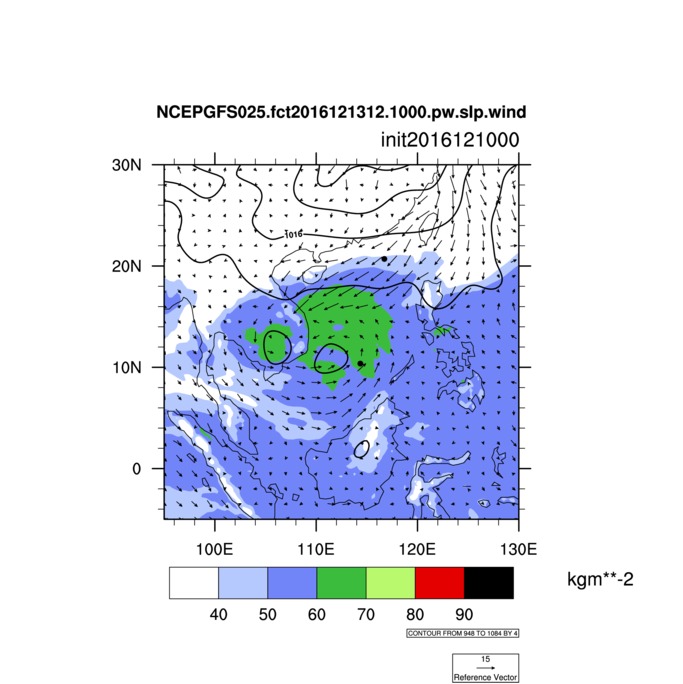 NCEPGFS025.fct2016121312.1000.pw.slp.wind
init2016121000
30N
1016
20N
10N
0
100E 110E 120E 130E
kgm**-2
40 50 60 70 80 90
CONTOUR FROM 948 TO 1084 BY 4
15
Reference Vector